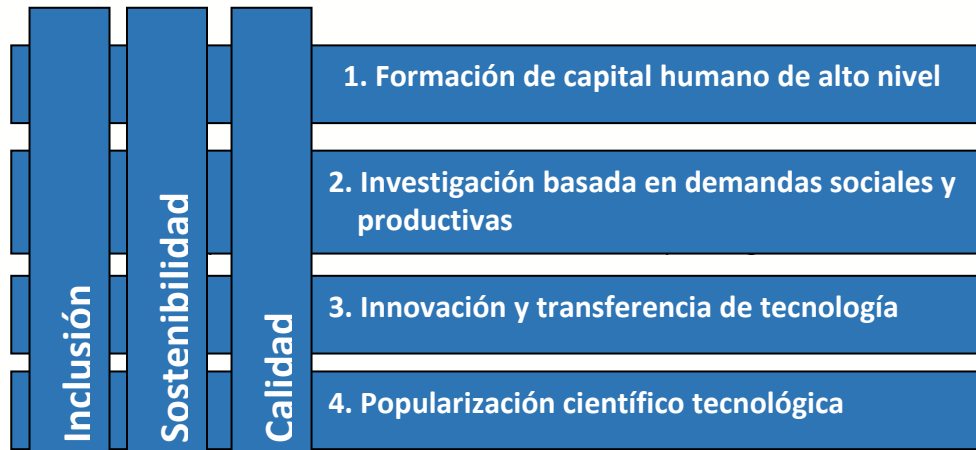 1. Formación de capital humano de alto nivel
2. Investigación basada en demandas sociales y
productivas
3. Innovación y transferencia de tecnología
4. Popularización científico tecnológica
Inclusión
Sostenibilidad
Calidad